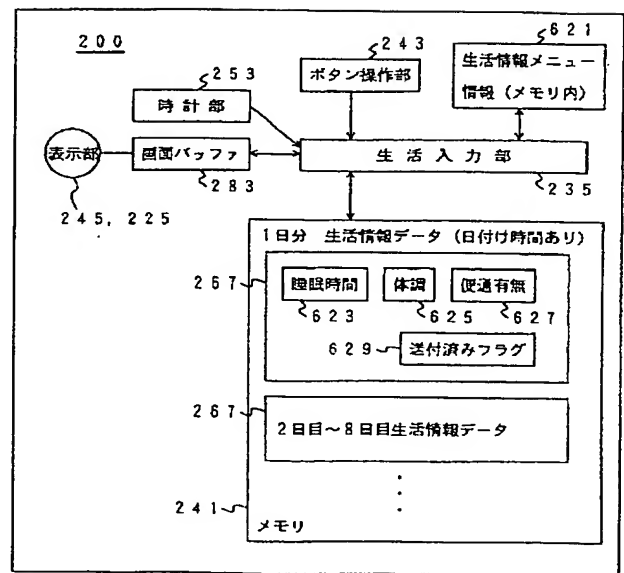 200
621
243
253
生活情報メニュー
情報（メモリ内）
ボタン操作部
時計部
表示部
画面バッファ
生活入力部
283
235
245, 225
1日分 生活情報データ（日付け時間あり）
267
睡眠時間
体調
便通有無
623
625
627
629
送付済みフラグ
267
2日目～8日目生活情報データ
241
メモリ